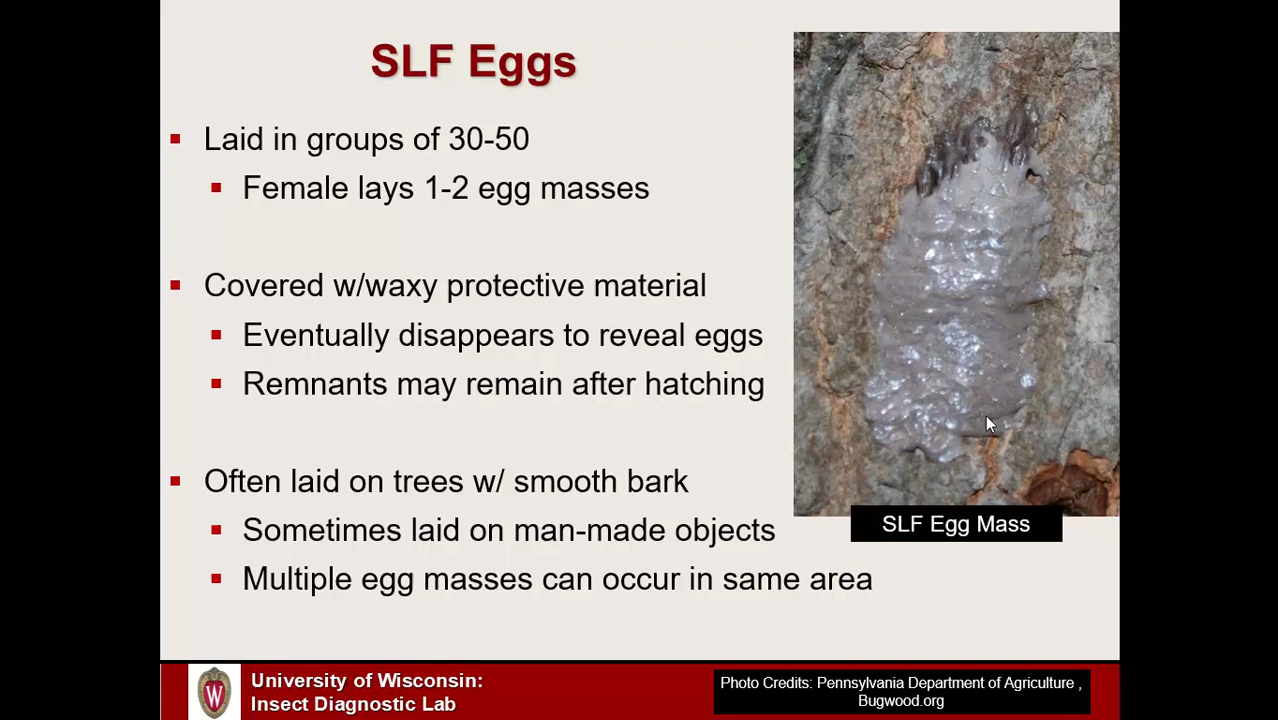 SLF Eggs
Laid in groups of 30-50
Female lays 1-2 egg masses
Covered w/waxy protective material
Eventually disappears to reveal eggs
Remnants may remain after hatching
Often laid on trees w/ smooth bark
Sometimes laid on man-made objects
Multiple egg masses can occur in same area
SLF Egg Mass
W
University of Wisconsin:
Insect Diagnostic Lab
Photo Credits: Pennsylvania Department of Agriculture ,
Bugwood.org